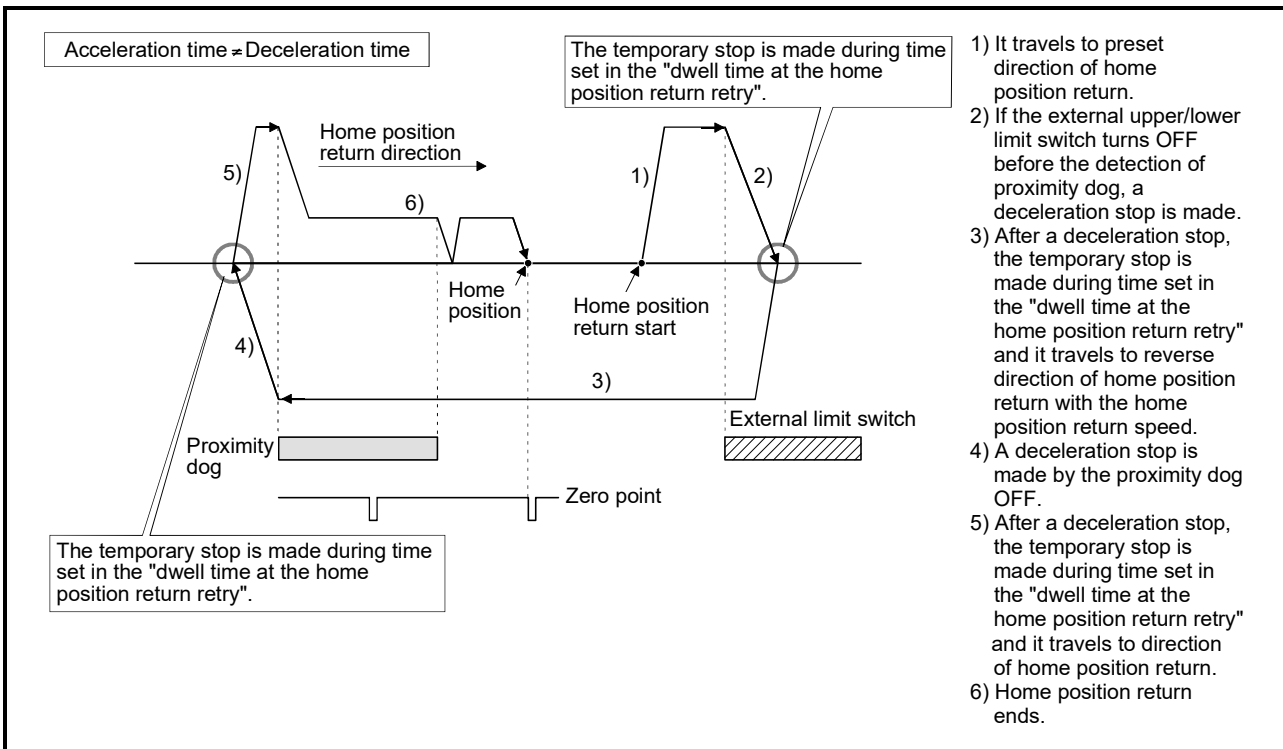 Acceleration time ≠ Deceleration time
The temporary stop is made during time
set in the "dwell time at the home
position return retry".
Home position
return direction
5)
6)
1)
2)
Home
position
Home position
return start
4)
3)
Proximity
dog
External limit switch
Zero point
The temporary stop is made during time
set in the "dwell time at the home
position return retry".
1) It travels to preset
direction of home
position return.
2) If the external upper/lower
limit switch turns OFF
before the detection of
proximity dog, a
deceleration stop is made.
3) After a deceleration stop,
the temporary stop is
made during time set in
the "dwell time at the
home position return retry"
and it travels to reverse
direction of home position
return with the home
position return speed.
4) A deceleration stop is
made by the proximity dog
OFF.
5) After a deceleration stop,
the temporary stop is
made during time set in
the "dwell time at the
home position return retry"
and it travels to direction
of home position return.
6) Home position return
ends.